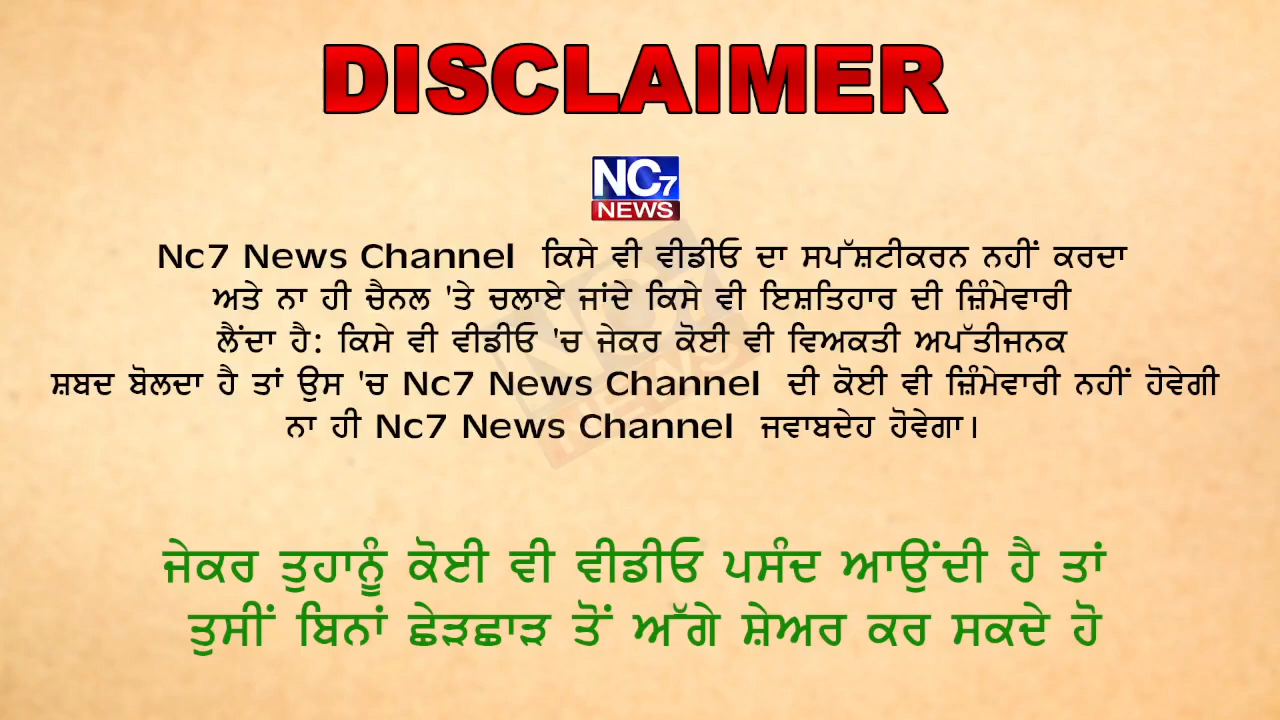 DISCLAIMER
NC7
NEWS
Nc7 News Channel ਕਿਸੇ ਵੀ ਵੀਡੀਓ ਦਾ ਸਪੱਸ਼ਟੀਕਰਨ ਨਹੀਂ ਕਰਦਾ
ਅਤੇ ਨਾ ਹੀ ਚੈਨਲ 'ਤੇ ਚਲਾਏ ਜਾਂਦੇ ਕਿਸੇ ਵੀ ਇਸ਼ਤਿਹਾਰ ਦੀ ਜ਼ਿੰਮੇਵਾਰੀ
ਲੈਂਦਾ ਹੈ: ਕਿਸੇ ਵੀ ਵੀਡੀਓ 'ਚ ਜੇਕਰ ਕੋਈ ਵੀ ਵਿਅਕਤੀ ਅਪੱਤੀਜਨਕ
ਸ਼ਬਦ ਬੋਲਦਾ ਹੈ ਤਾਂ ਉਸ 'ਚ Nc7 News Channel ਦੀ ਕੋਈ ਵੀ ਜ਼ਿੰਮੇਵਾਰੀ ਨਹੀਂ ਹੋਵੇਗੀ
ਨਾ ਹੀ Nc7 News Channel ਜਵਾਬਦੇਹ ਹੋਵੇਗਾ।
ਜੇਕਰ ਤੁਹਾਨੂੰ ਕੋਈ ਵੀ ਵੀਡੀਓ ਪਸੰਦ ਆਉਂਦੀ ਹੈ ਤਾਂ
ਤੁਸੀਂ ਬਿਨਾਂ ਛੇੜਛਾੜ ਤੋਂ ਅੱਗੇ ਸ਼ੇਅਰ ਕਰ ਸਕਦੇ ਹੋ